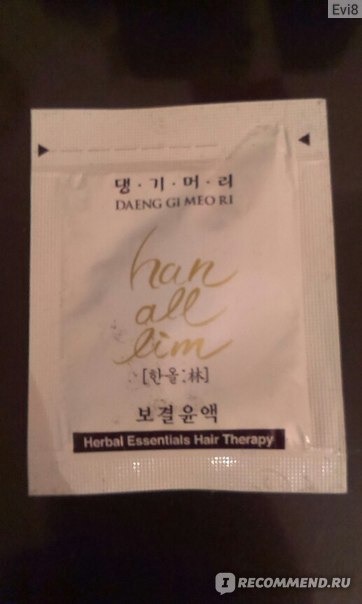 Evi8
댕·기·머·리
DAENG GI MEO RI
han
all
lim
[한올:林]
보결윤액
Herbal Essentials Hair Therapy
I RECOMMEND.RU